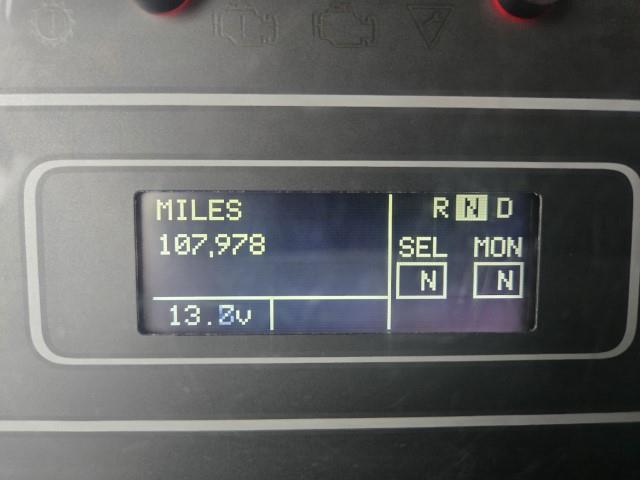 MILES
107,978
R N D
SEL MON
N N
13.0v